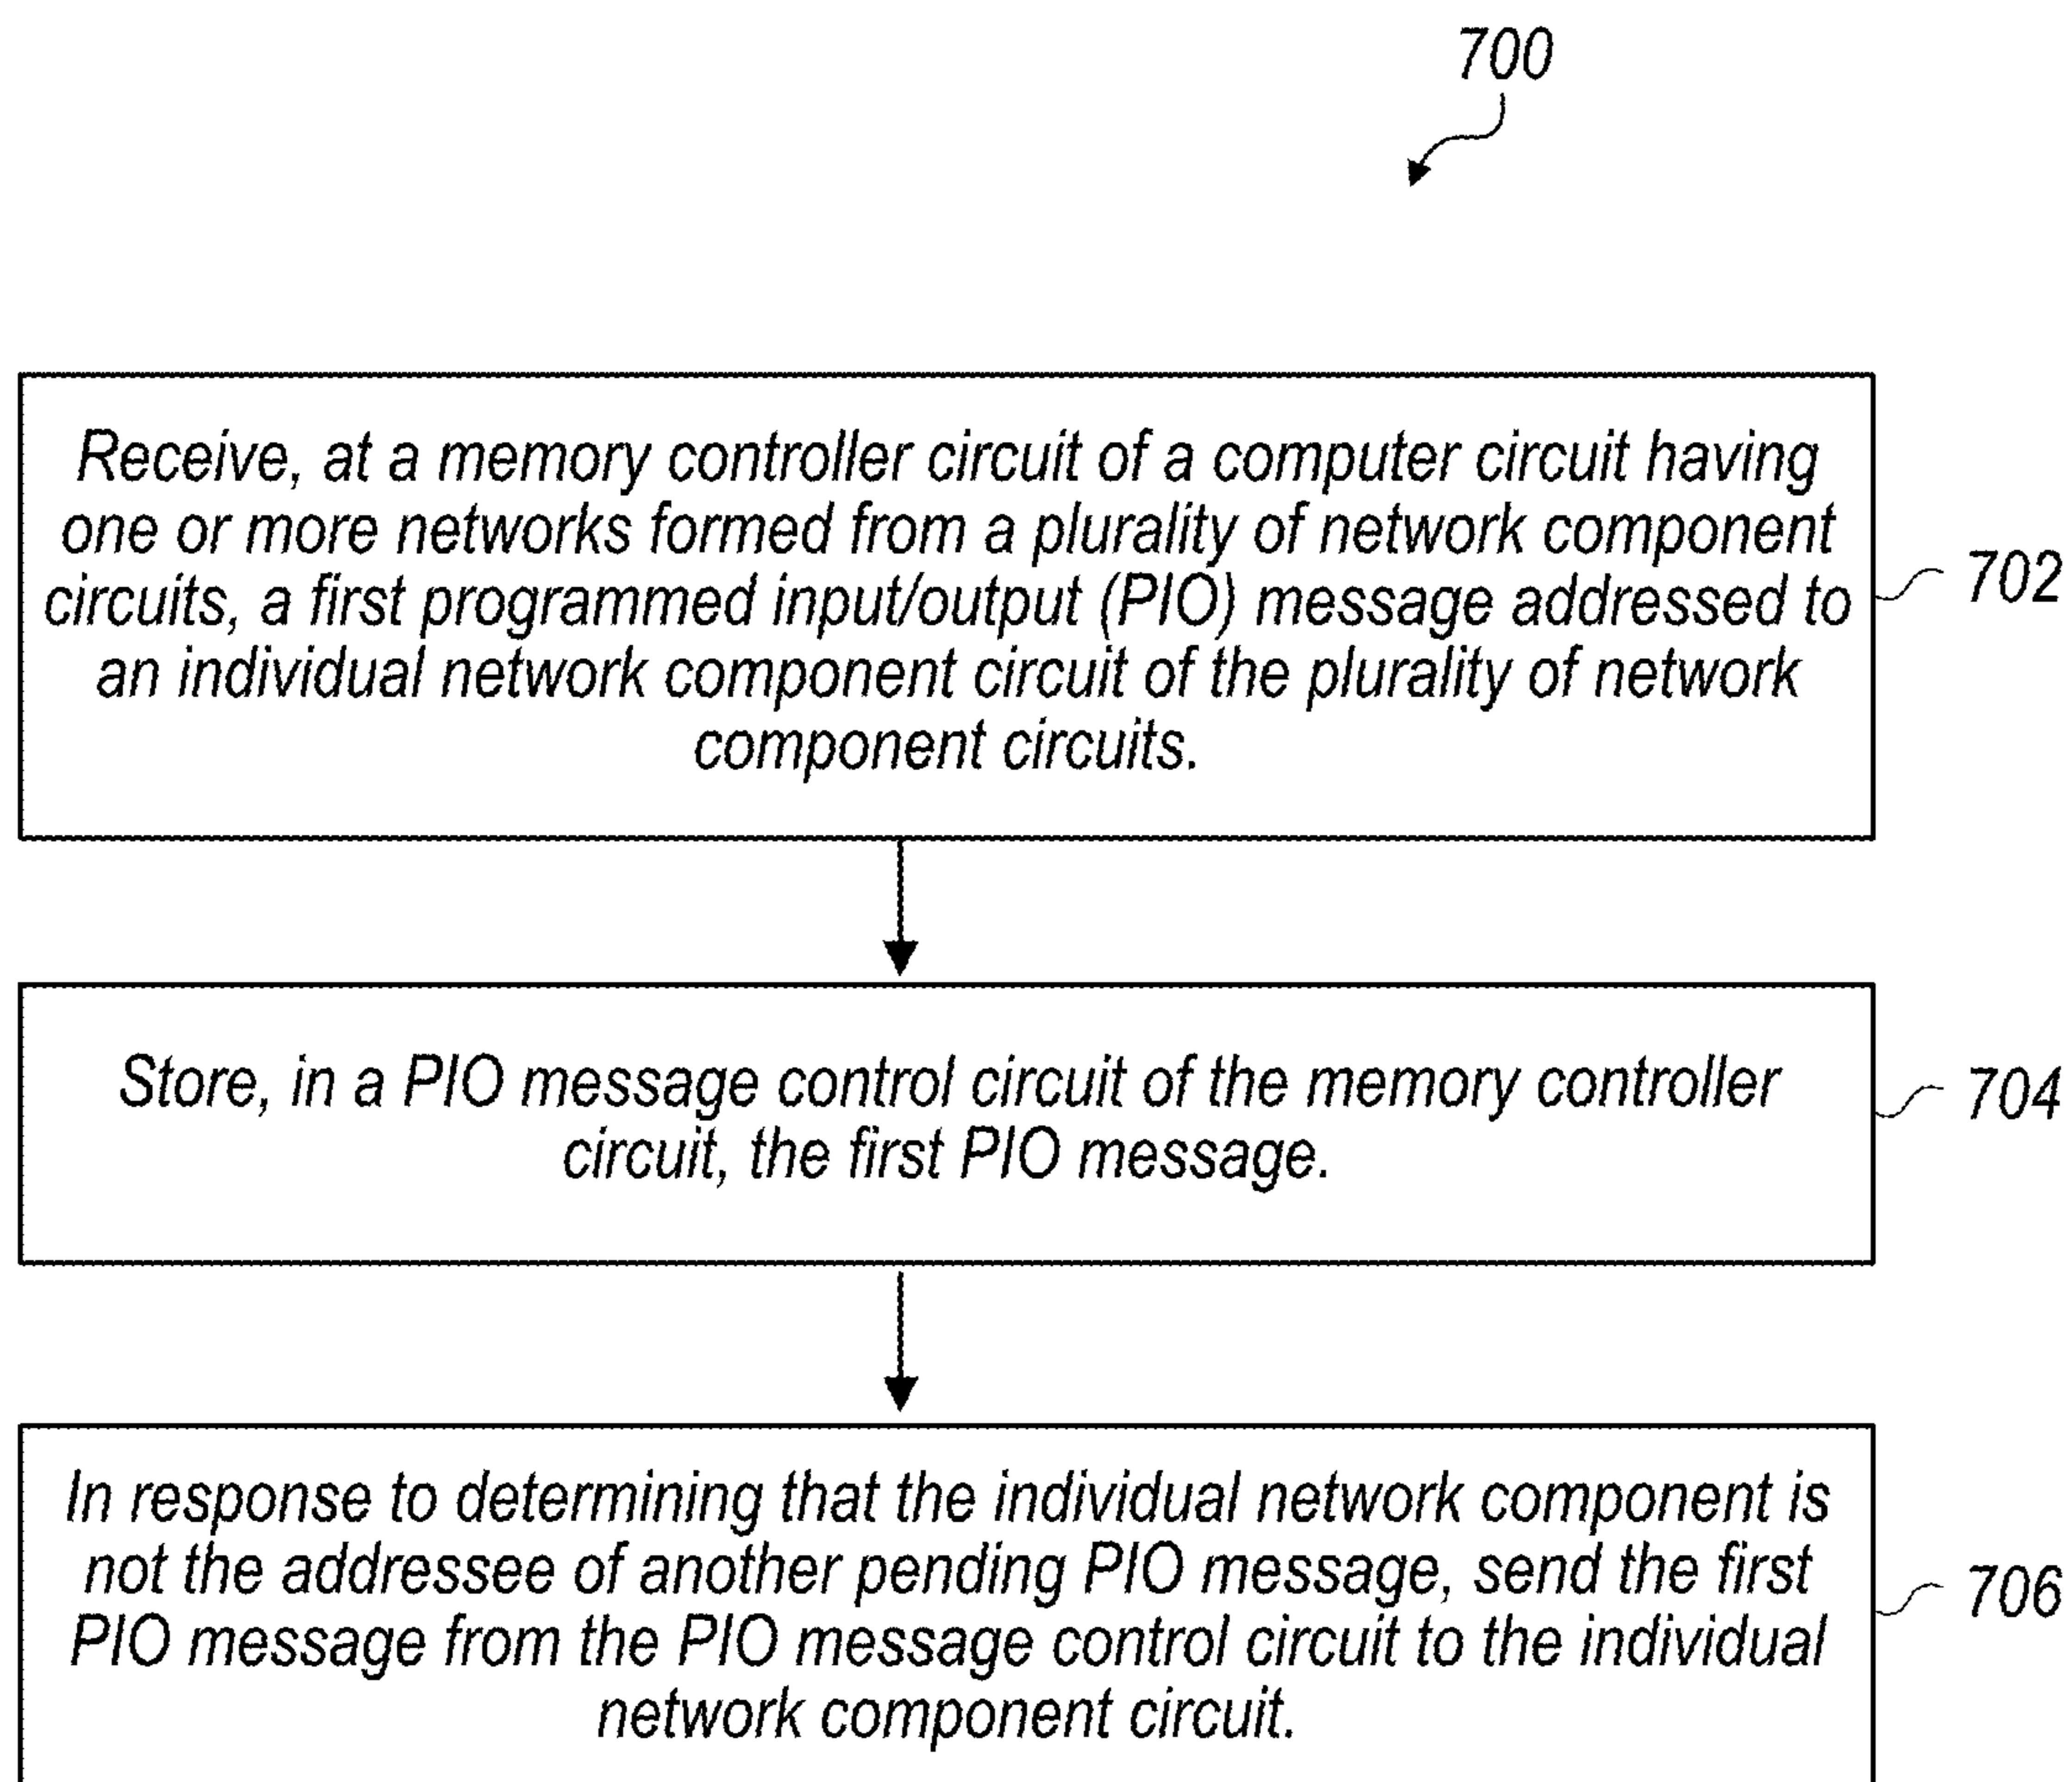 700
Receive, at a memory controller circuit of a computer circuit having
one or more networks formed from a plurality of network component
circuits, a first programmed input/output (PIO) message addressed to
an individual network component circuit of the plurality of network
component circuits.
702
Store, in a PIO message control circuit of the memory controller
circuit, the first PIO message.
704
In response to determining that the individual network component is
not the addressee of another pending PIO message, send the first
PIO message from the PIO message control circuit to the individual
network component circuit.
706